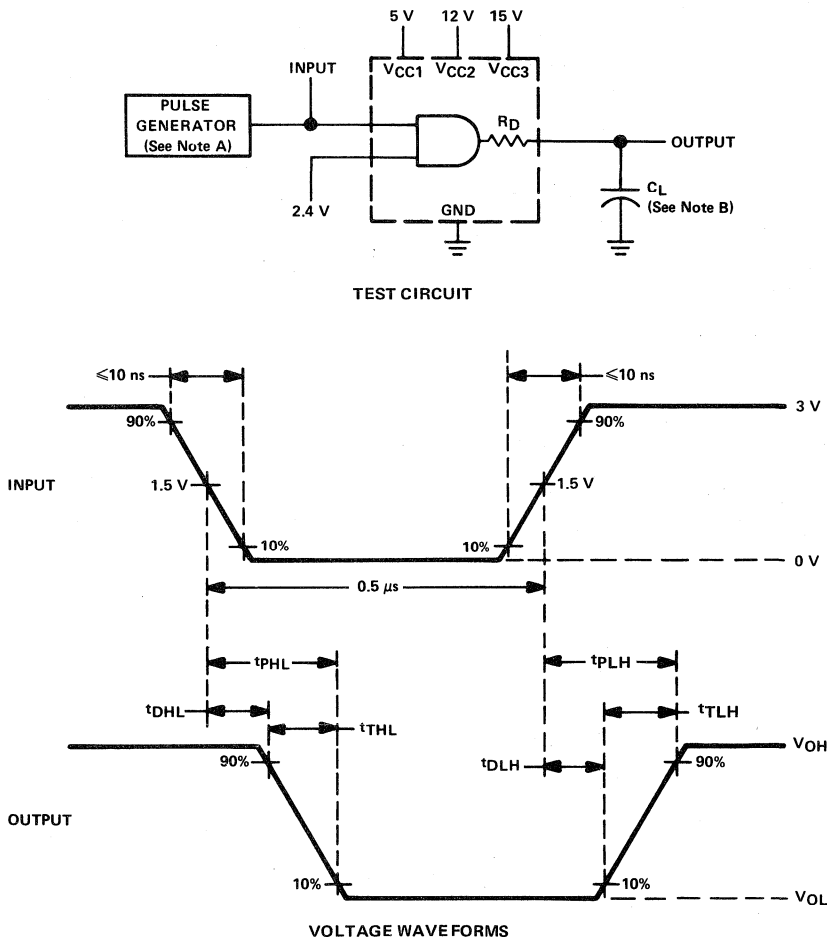 5 V 12 V 15 V
INPUT
VCC1 VCC2 VCC3
PULSE
GENERATOR
(See Note A)
RD
OUTPUT
2.4 V
GND
CL
(See Note B)
TEST CIRCUIT
≤10 ns ≤10 ns
3 V
90% 90%
INPUT
1.5 V 1.5 V
10% 10%
0 V
0.5 μs
tPHL tPLH
tDHL tTHL tTLH
VOH
90% tDLH 90%
OUTPUT
10% 10%
VOL
VOLTAGE WAVEFORMS